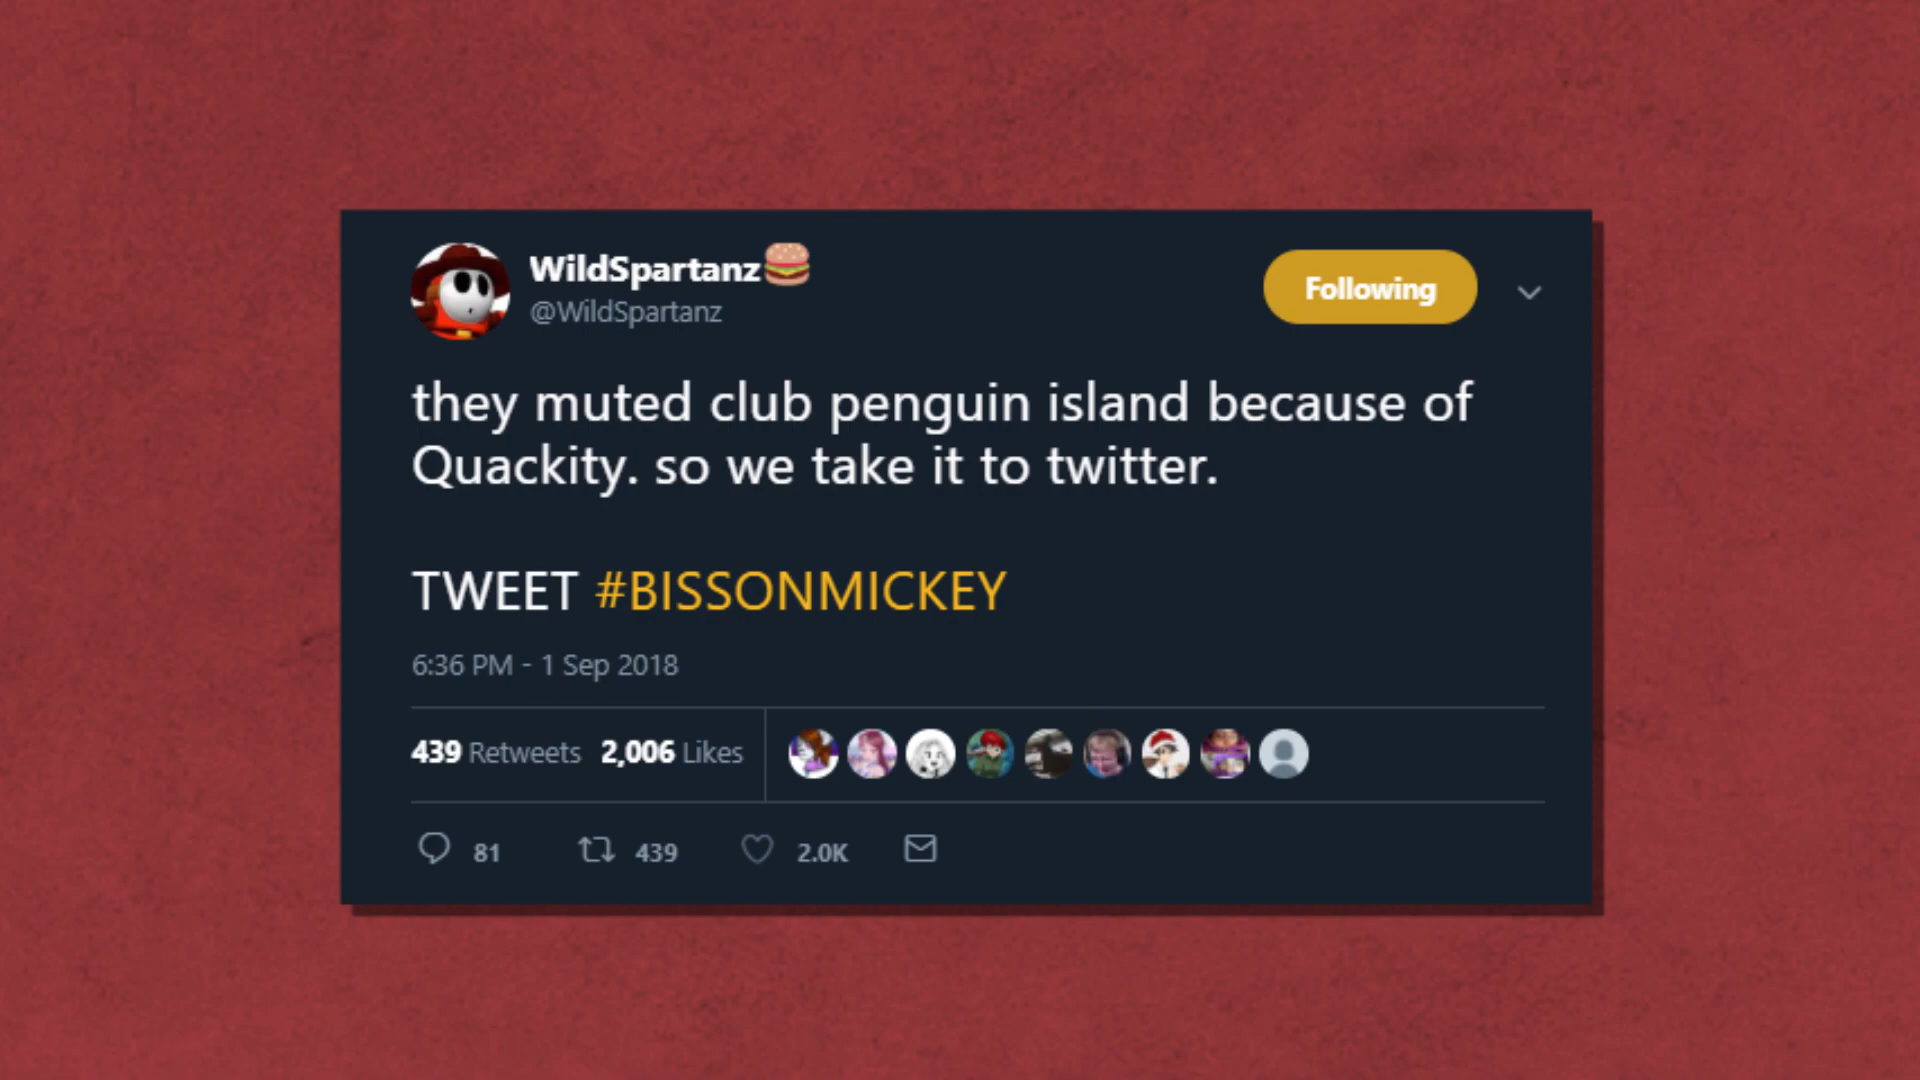 WildSpartanz🍔
@WildSpartanz
Following
they muted club penguin island because of
Quackity. so we take it to twitter.
TWEET #BISSONMICKEY
6:36 PM - 1 Sep 2018
439 Retweets 2,006 Likes
81 439 2.0K